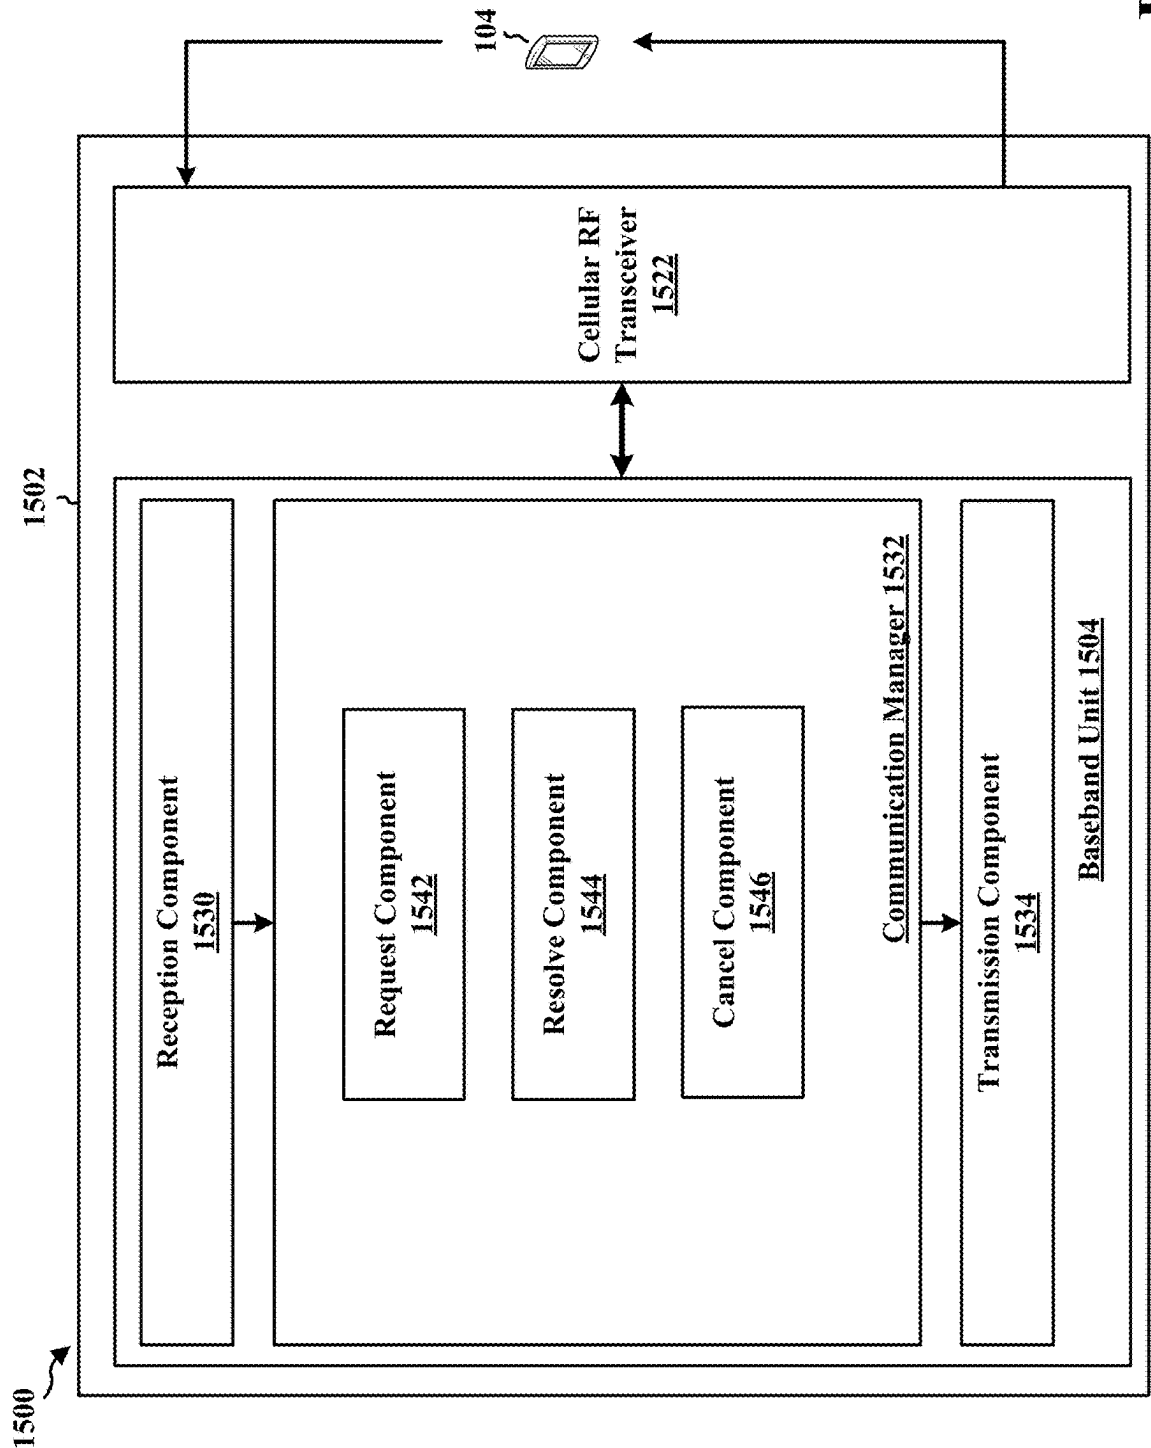 1500
1502
104
Cellular RF
Transceiver
1522
Reception Component
1530
Request Component
1542
Resolve Component
1544
Cancel Component
1546
Communication Manager 1532
Transmission Component
1534
Baseband Unit 1504